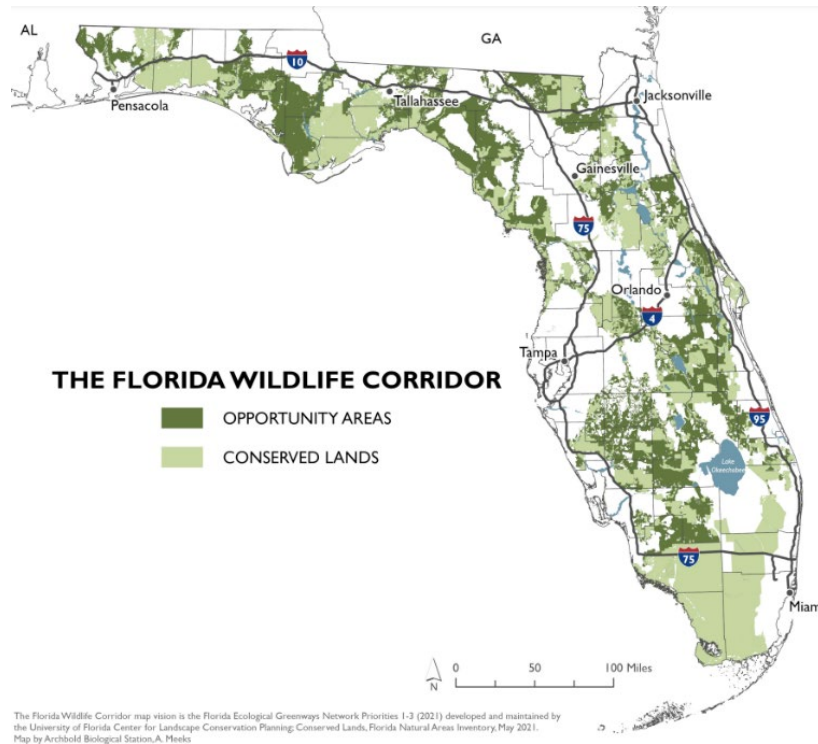 AL
GA
10
Pensacola
Tallahassee
Jacksonville
Gainesville
75
Orlando
4
Tampa
THE FLORIDA WILDLIFE CORRIDOR
OPPORTUNITY AREAS
CONSERVED LANDS
95
Lake
Okeechobee
75
Miam
0 50 100 Miles
N
The Florida Wildlife Corridor map vision is the Florida Ecological Greenways Network Priorities 1-3 (2021) developed and maintained by
the University of Florida Center for Landscape Conservation Planning; Conserved Lands, Florida Natural Areas Inventory, May 2021.
Map by Archbold Biological Station, A. Meeks